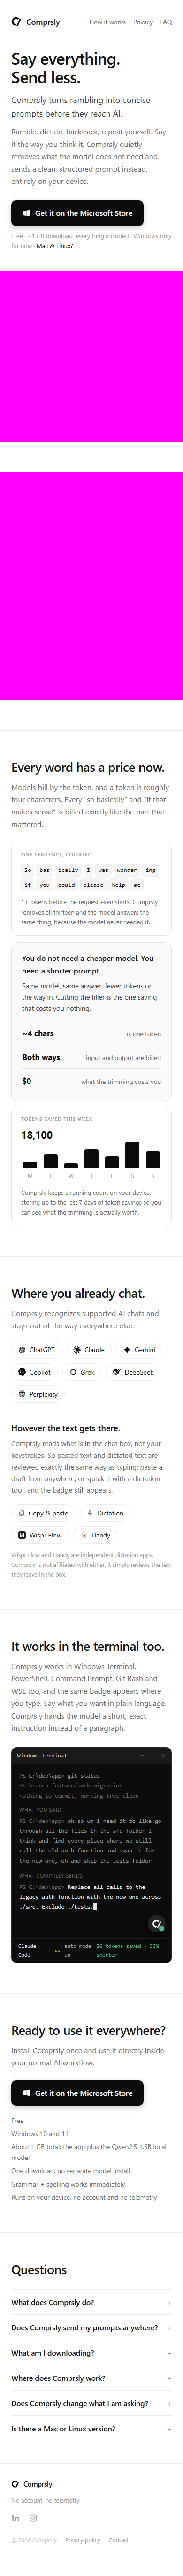 Comprsly
How it works Privacy FAQ
Say everything.
Send less.
Comprsly turns rambling into concise
prompts before they reach AI.
Ramble, dictate, backtrack, repeat yourself. Say
it the way you think it. Comprsly quietly
removes what the model does not need and
sends a clean, structured prompt instead,
entirely on your device.
Get it on the Microsoft Store
Free · ~1 GB download, everything included · Windows only
for now · Mac & Linux?
Every word has a price now.
Models bill by the token, and a token is roughly
four characters. Every "so basically" and "if that
makes sense" is billed exactly like the part that
mattered.
ONE SENTENCE, COUNTED
So bas ically I was wonder ing
if you could please help me
13 tokens before the request even starts. Comprsly
removes all thirteen and the model answers the
same thing, because the model never needed it.
You do not need a cheaper model. You
need a shorter prompt.
Same model, same answer, fewer tokens on
the way in. Cutting the filler is the one saving
that costs you nothing.
~4 chars is one token
Both ways input and output are billed
$0 what the trimming costs you
TOKENS SAVED THIS WEEK
18,100
M T W T F S S
Comprsly keeps a running count on your device,
storing up to the last 7 days of token savings so you
can see what the trimming is actually worth.
Where you already chat.
Comprsly recognizes supported AI chats and
stays out of the way everywhere else.
ChatGPT Claude Gemini
Copilot Grok DeepSeek
Perplexity
However the text gets there.
Comprsly reads what is in the chat box, not your
keystrokes. So pasted text and dictated text are
reviewed exactly the same way as typing: paste a
draft from anywhere, or speak it with a dictation
tool, and the badge still appears.
Copy & paste Dictation
Wispr Flow Handy
Wispr Flow and Handy are independent dictation apps.
Comprsly is not affiliated with either, it simply reviews the text
they leave in the box.
It works in the terminal too.
Comprsly works in Windows Terminal,
PowerShell, Command Prompt, Git Bash and
WSL too, and the same badge appears where
you type. Say what you want in plain language.
Comprsly hands the model a short, exact
instruction instead of a paragraph.
Windows Terminal
PS C:\dev\app> git status
On branch feature/auth-migration
nothing to commit, working tree clean
WHAT YOU SAID
PS C:\dev\app> ok so um i need it to like go
through all the files in the src folder i
think and find every place where we still
call the old auth function and swap it for
the new one, oh and skip the tests folder
WHAT COMPRSLY SENDS
PS C:\dev\app> Replace all calls to the
legacy auth function with the new one across
./src. Exclude ./tests.
Claude Code auto mode on 26 tokens saved · 53% shorter
Ready to use it everywhere?
Install Comprsly once and use it directly inside
your normal AI workflow.
Get it on the Microsoft Store
Free
Windows 10 and 11
About 1 GB total: the app plus the Qwen2.5 1.5B local
model
One download, no separate model install
Grammar + spelling works immediately
Runs on your device, no account and no telemetry
Questions
What does Comprsly do? +
Does Comprsly send my prompts anywhere? +
What am I downloading? +
Where does Comprsly work? +
Does Comprsly change what I am asking? +
Is there a Mac or Linux version? +
Comprsly
No account, no telemetry
© 2026 Comprsly Privacy policy Contact